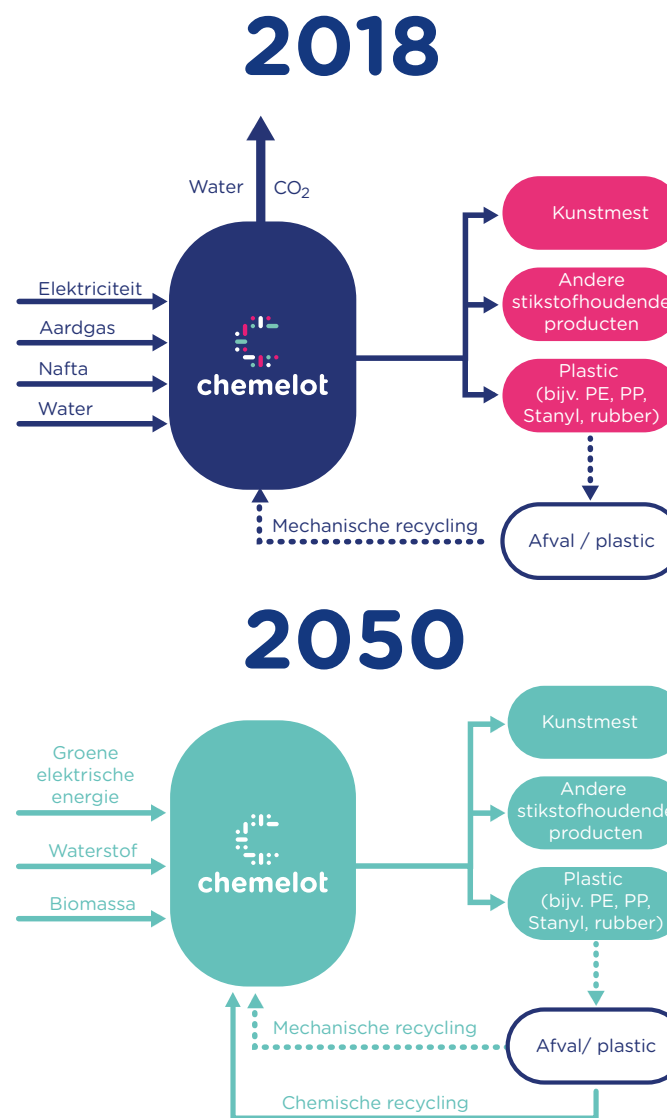 2018
Water CO2
Kunstmest
Elektriciteit
Andere
stikstofhoudende
producten
Aardgas
Nafta
chemelot
Plastic
(bijv. PE, PP,
Stanyl, rubber)
Water
Mechanische recycling
Afval / plastic
2050
Kunstmest
Groene
elektrische
energie
Andere
stikstofhoudende
producten
Waterstof
chemelot
Plastic
(bijv. PE, PP,
Stanyl, rubber)
Biomassa
Mechanische recycling
Afval/ plastic
Chemische recycling